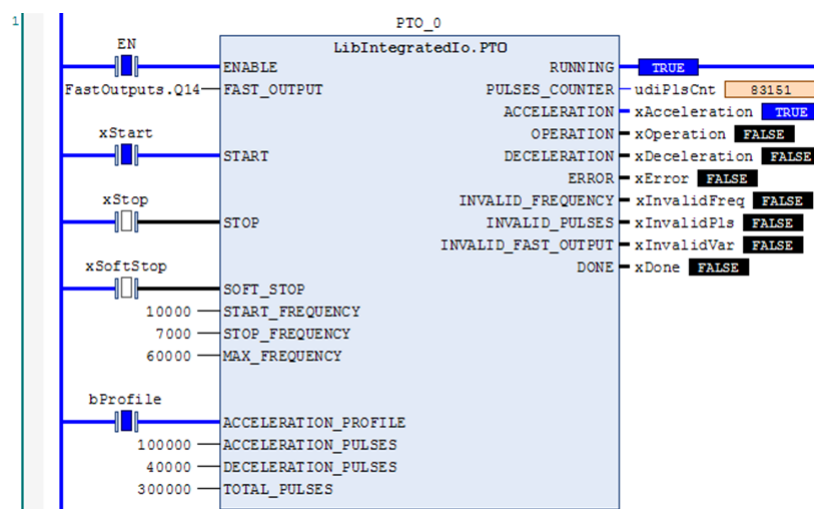 1
PTO_0
EN LibIntegratedIo.PTO
ENABLE RUNNING TRUE
FastOutputs.Q14 FAST_OUTPUT PULSES_COUNTER udiPlsCnt 83151
xStart ACCELERATION xAcceleration TRUE
OPERATION xOperation FALSE
START DECELERATION xDeceleration FALSE
ERROR xError FALSE
xStop INVALID_FREQUENCY xInvalidFreq FALSE
STOP INVALID_PULSES xInvalidPls FALSE
INVALID_FAST_OUTPUT xInvalidVar FALSE
xSoftStop DONE xDone FALSE
SOFT_STOP
10000 START_FREQUENCY
7000 STOP_FREQUENCY
60000 MAX_FREQUENCY
bProfile
ACCELERATION_PROFILE
100000 ACCELERATION_PULSES
40000 DECELERATION_PULSES
300000 TOTAL_PULSES